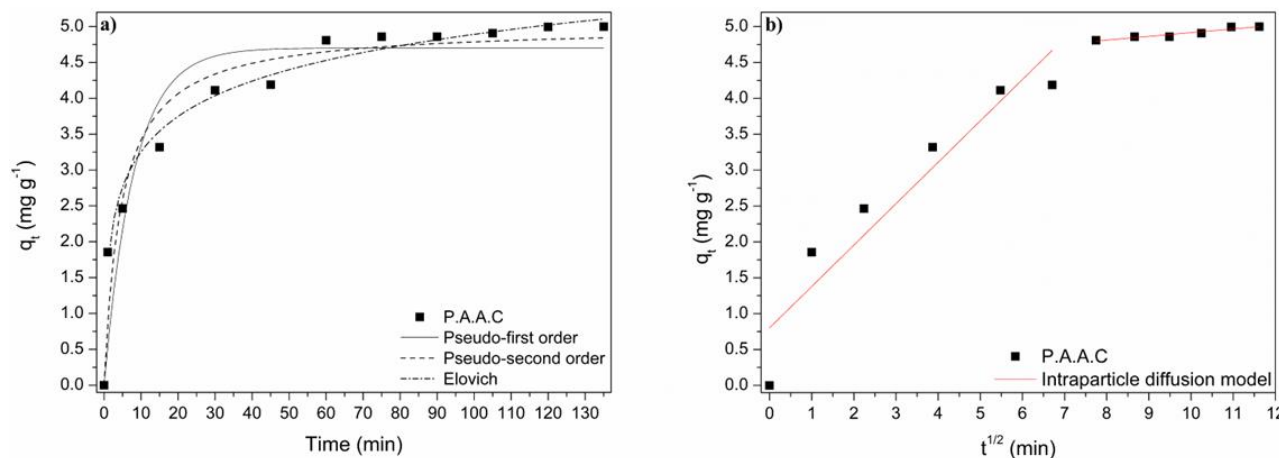 a)
5.0
4.5
4.0
3.5
3.0
2.5
2.0
1.5
1.0
0.5
0.0
qt (mg g-1)
P.A.A.C
Pseudo-first order
Pseudo-second order
Elovich
0 10 20 30 40 50 60 70 80 90 100 110 120 130
Time (min)
b)
5.0
4.5
4.0
3.5
3.0
2.5
2.0
1.5
1.0
0.5
0.0
qt (mg g-1)
P.A.A.C
Intraparticle diffusion model
0 1 2 3 4 5 6 7 8 9 10 11 12
t1/2 (min)